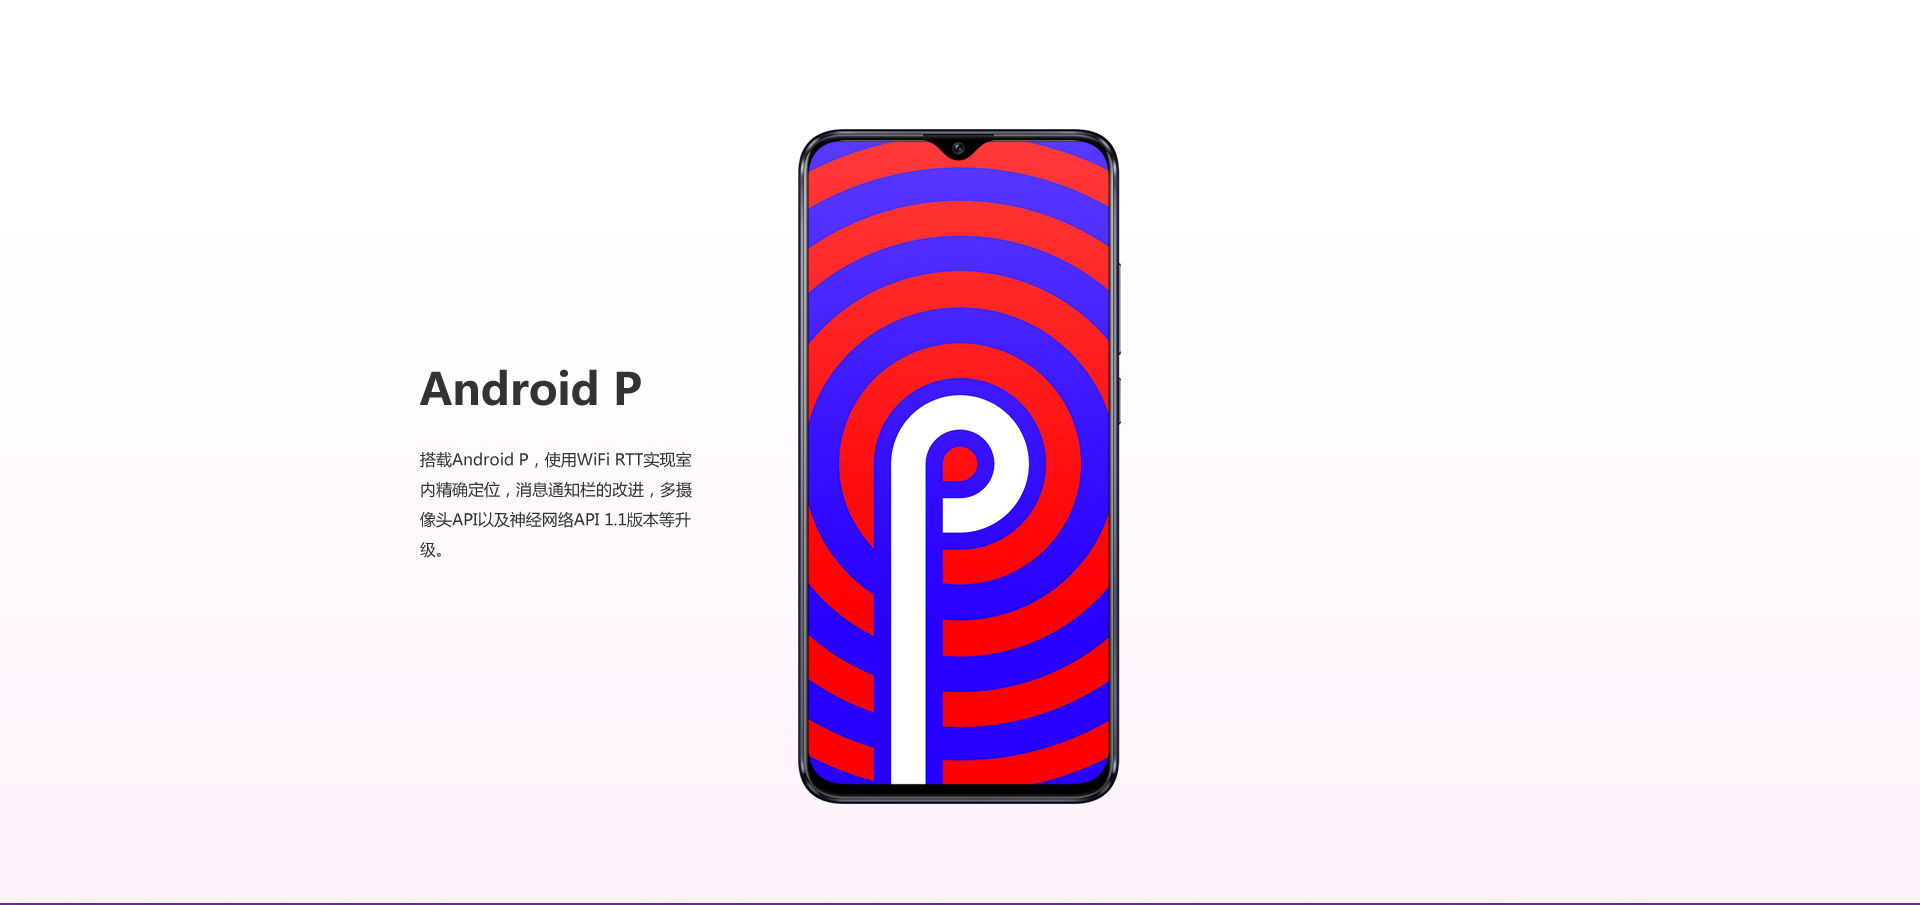 Android P
搭载Android P，使用WiFi RTT实现室
内精确定位，消息通知栏的改进，多摄
像头API以及神经网络API 1.1版本等升
级。